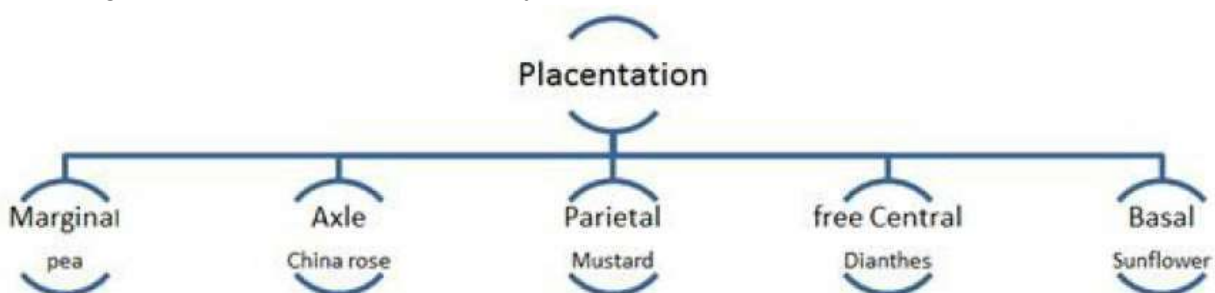 Placentation
Marginal
pea
Axle
China rose
Parietal
Mustard
free Central
Dianthes
Basal
Sunflower